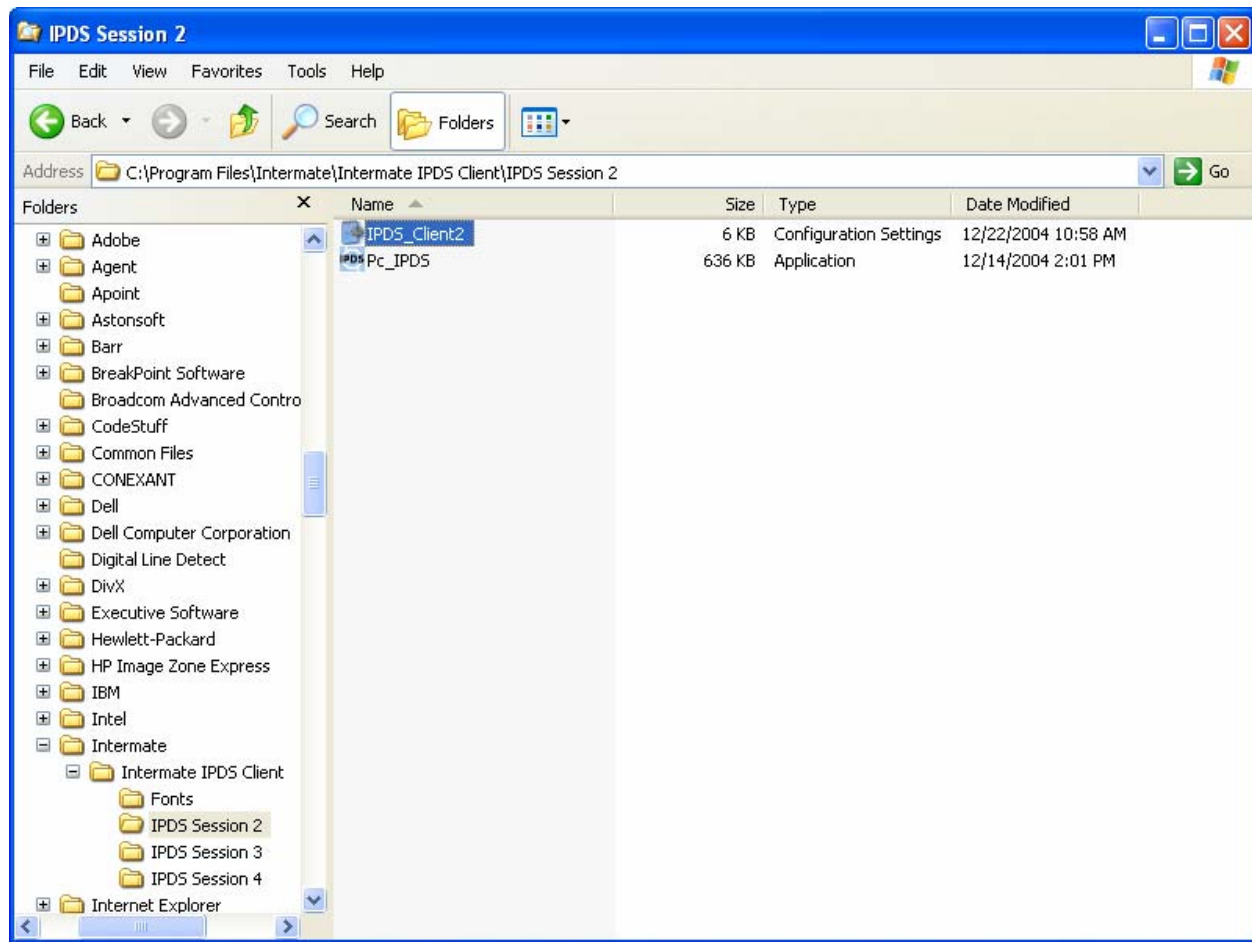 IPDS Session 2
File Edit View Favorites Tools Help
Back Search Folders
Address C:\Program Files\Intermate\Intermate IPDS Client\IPDS Session 2 Go
Folders Name Size Type Date Modified
Adobe
Agent
Apoint
Astonsoft
Barr
BreakPoint Software
Broadcom Advanced Contro
CodeStuff
Common Files
CONEXANT
Dell
Dell Computer Corporation
Digital Line Detect
DivX
Executive Software
Hewlett-Packard
HP Image Zone Express
IBM
Intel
Intermate
Intermate IPDS Client
Fonts
IPDS Session 2
IPDS Session 3
IPDS Session 4
Internet Explorer
IPDS_Client2 6 KB Configuration Settings 12/22/2004 10:58 AM
IPDS Pc_IPDS 636 KB Application 12/14/2004 2:01 PM